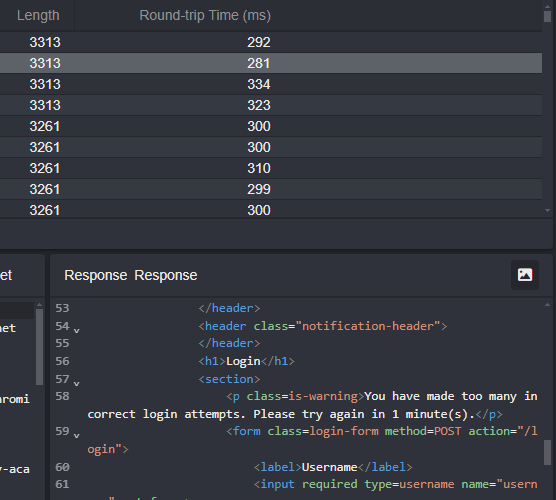 Length Round-trip Time (ms)
3313 292
3313 281
3313 334
3313 323
3261 300
3261 300
3261 310
3261 299
3261 300
et Response Response
53 </header>
net 54 <header class="notification-header">
55 </header>
56 <h1>Login</h1>
57 <section>
hromi 58 <p class=is-warning>You have made too many in
correct login attempts. Please try again in 1 minute(s).</p>
59 <form class=login-form method=POST action="/l
ogin">
y-aca 60 <label>Username</label>
61 <input required type=username name="usern